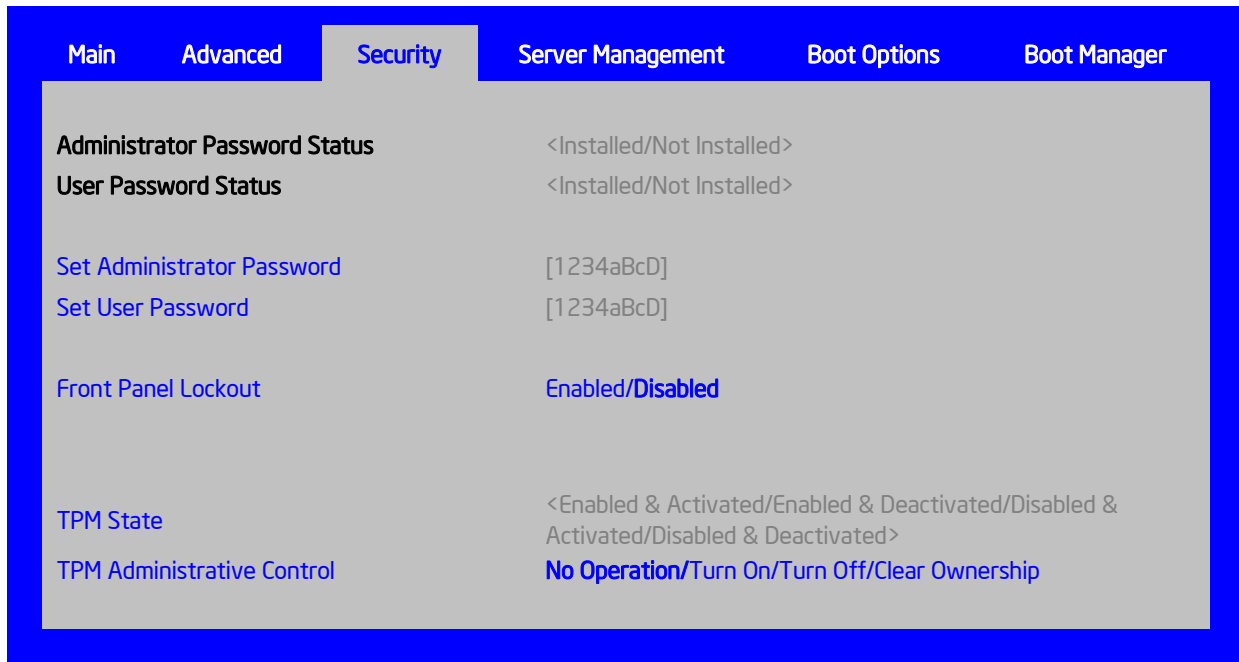 Main Advanced Security Server Management Boot Options Boot Manager
Administrator Password Status <Installed/Not Installed>
User Password Status <Installed/Not Installed>
Set Administrator Password [1234aBcD]
Set User Password [1234aBcD]
Front Panel Lockout Enabled/Disabled
TPM State <Enabled & Activated/Enabled & Deactivated/Disabled &
Activated/Disabled & Deactivated>
TPM Administrative Control No Operation/Turn On/Turn Off/Clear Ownership